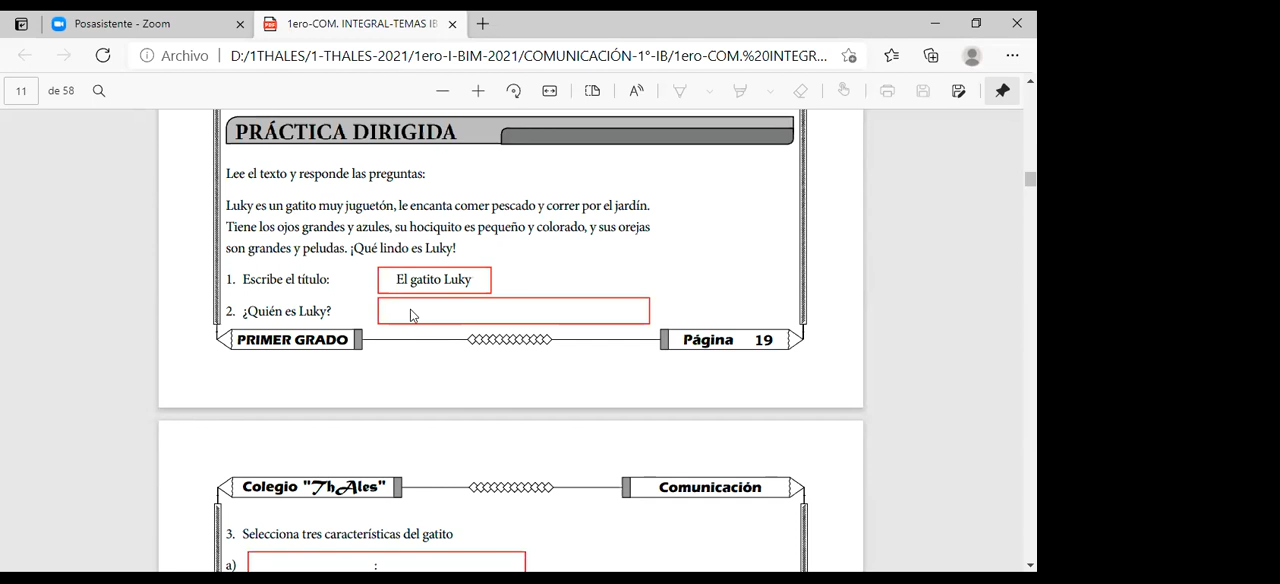 Posasistente - Zoom
1ero-COM. INTEGRAL-TEMAS IB
Archivo
D:/1THALES/1-THALES-2021/1ero-I-BIM-2021/COMUNICACIÓN-1°-IB/1ero-COM.%20INTEGR...
11
de 58
PRÁCTICA DIRIGIDA
Lee el texto y responde las preguntas:
Luky es un gatito muy juguetón, le encanta comer pescado y correr por el jardín.
Tiene los ojos grandes y azules, su hociquito es pequeño y colorado, y sus orejas
son grandes y peludas. ¡Qué lindo es Luky!
1. Escribe el título:
El gatito Luky
2. ¿Quién es Luky?
PRIMER GRADO
Página 19
Colegio "ThAles"
Comunicación
3. Selecciona tres características del gatito
a)
: